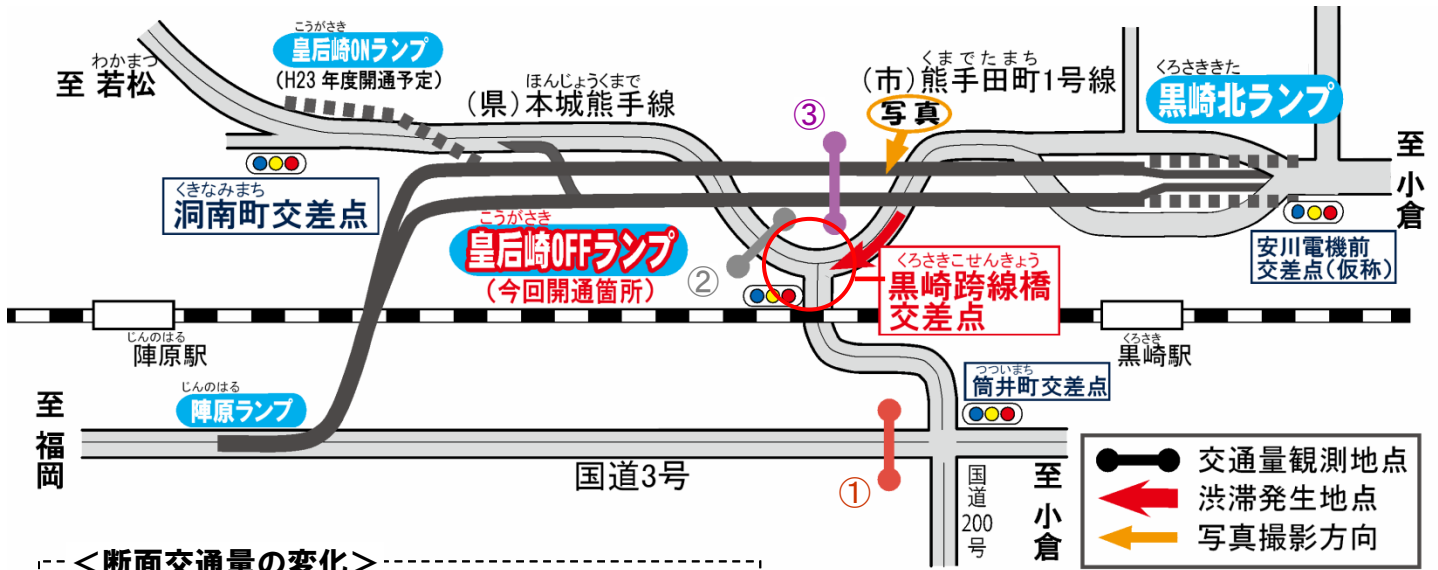 至 若松
わかまつ
こうがさき
皇后崎ONランプ
(H23年度開通予定)
ほんじょうくまで
(県)本城熊手線
③
くまでたまち
(市)熊手田町1号線
写真
くろさききた
黒崎北ランプ
至
小
倉
くきなみまち
洞南町交差点
こうがさき
皇后崎OFFランプ
(今回開通箇所)
②
くろさきこせんきょう
黒崎跨線橋
交差点
安川電機前
交差点(仮称)
じんのはる
陣原駅
くろさき
黒崎駅
じんのはる
陣原ランプ
つついまち
筒井町交差点
至
福
岡
国道3号
①
国
道
200
号
至
小
倉
交通量観測地点
渋滞発生地点
写真撮影方向
<断面交通量の変化>